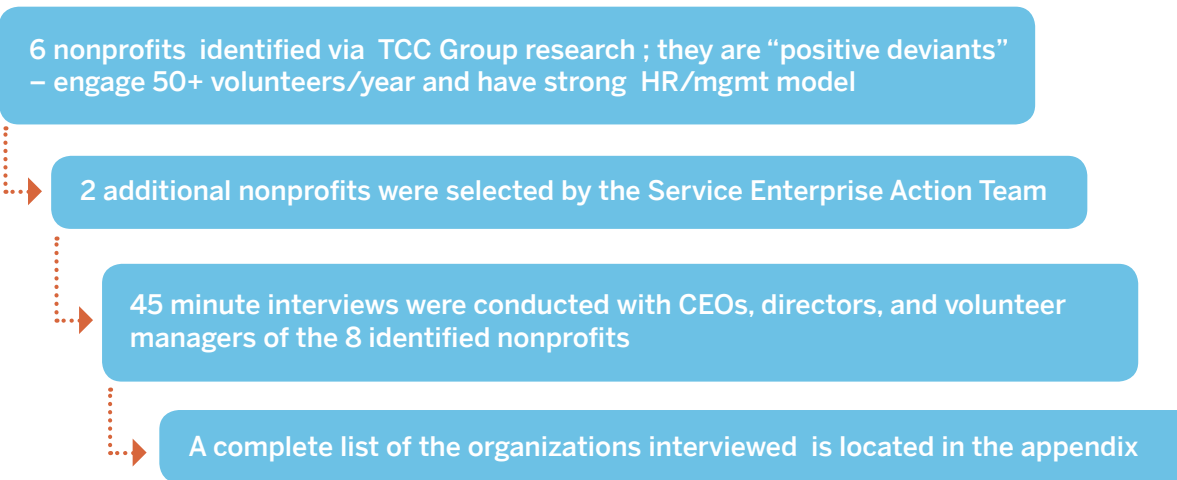 6 nonprofits identified via TCC Group research ; they are “positive deviants”
– engage 50+ volunteers/year and have strong HR/mgmt model
2 additional nonprofits were selected by the Service Enterprise Action Team
45 minute interviews were conducted with CEOs, directors, and volunteer
managers of the 8 identified nonprofits
A complete list of the organizations interviewed is located in the appendix